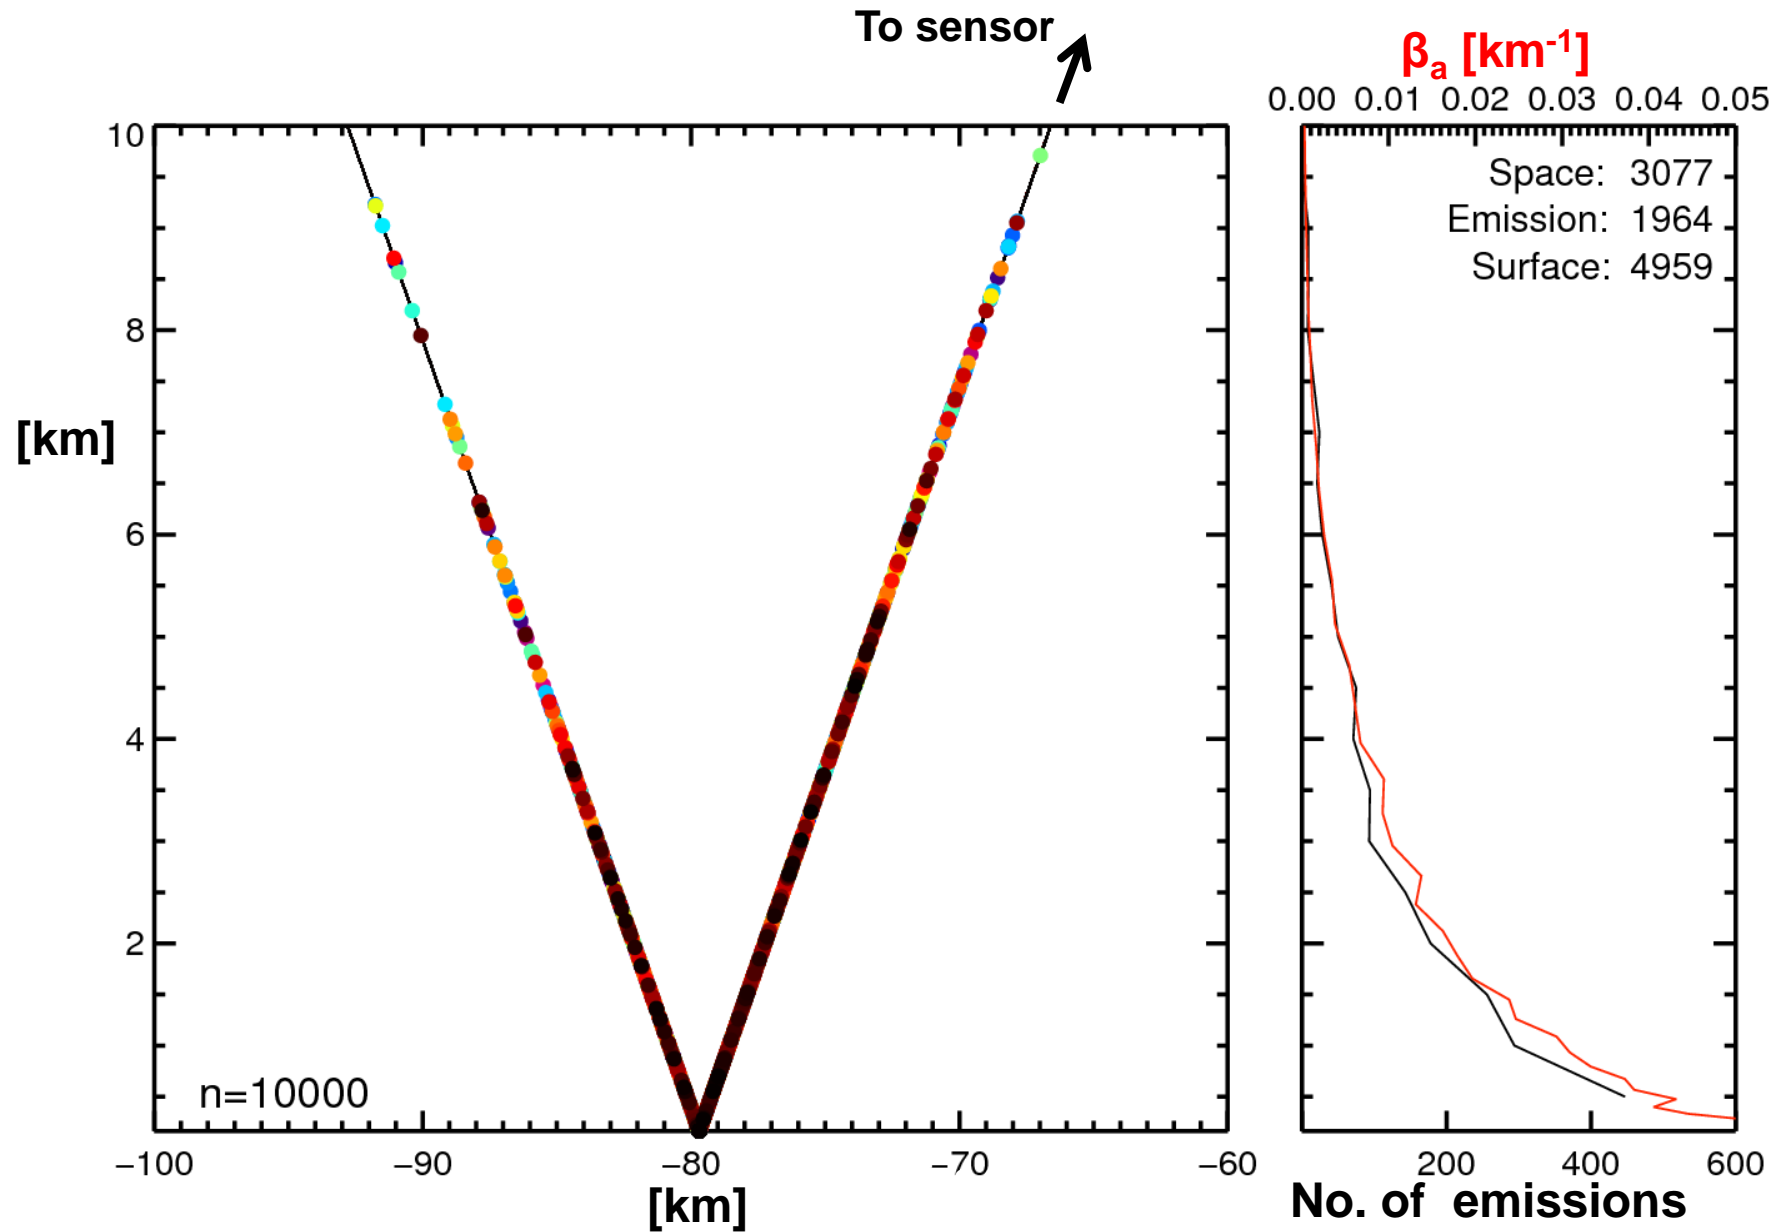 To sensor
βa [km-1]
0.00 0.01 0.02 0.03 0.04 0.05
10
8
6
4
2
[km]
n=10000
−100 −90 −80 −70 −60
[km]
Space: 3077
Emission: 1964
Surface: 4959
200 400 600
No. of emissions